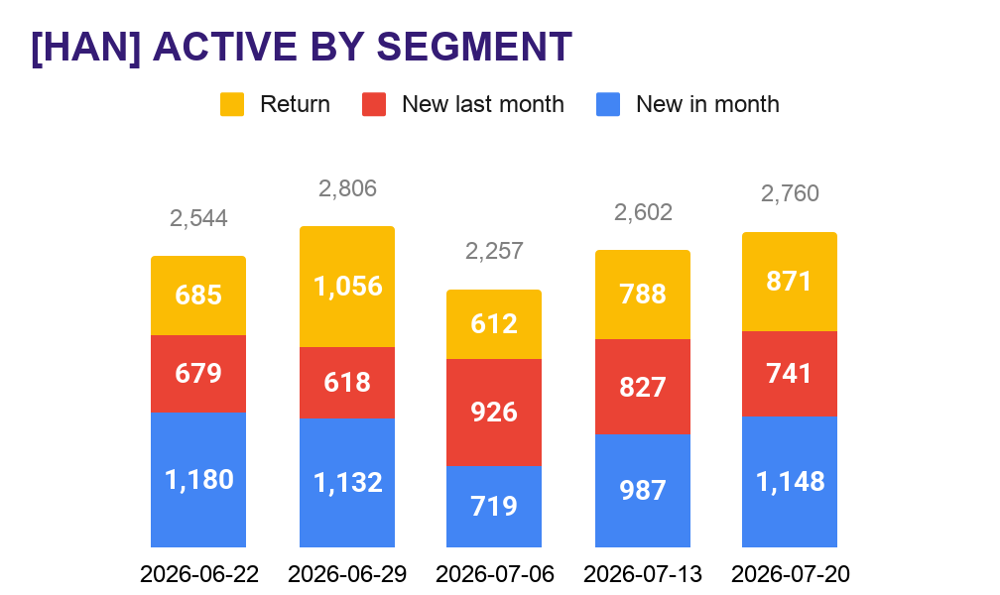 [HAN] ACTIVE BY SEGMENT
Return New last month New in month
2,544 2,806 2,257 2,602 2,760
685 1,056 612 788 871
679 618 926 827 741
1,180 1,132 719 987 1,148
2026-06-22 2026-06-29 2026-07-06 2026-07-13 2026-07-20